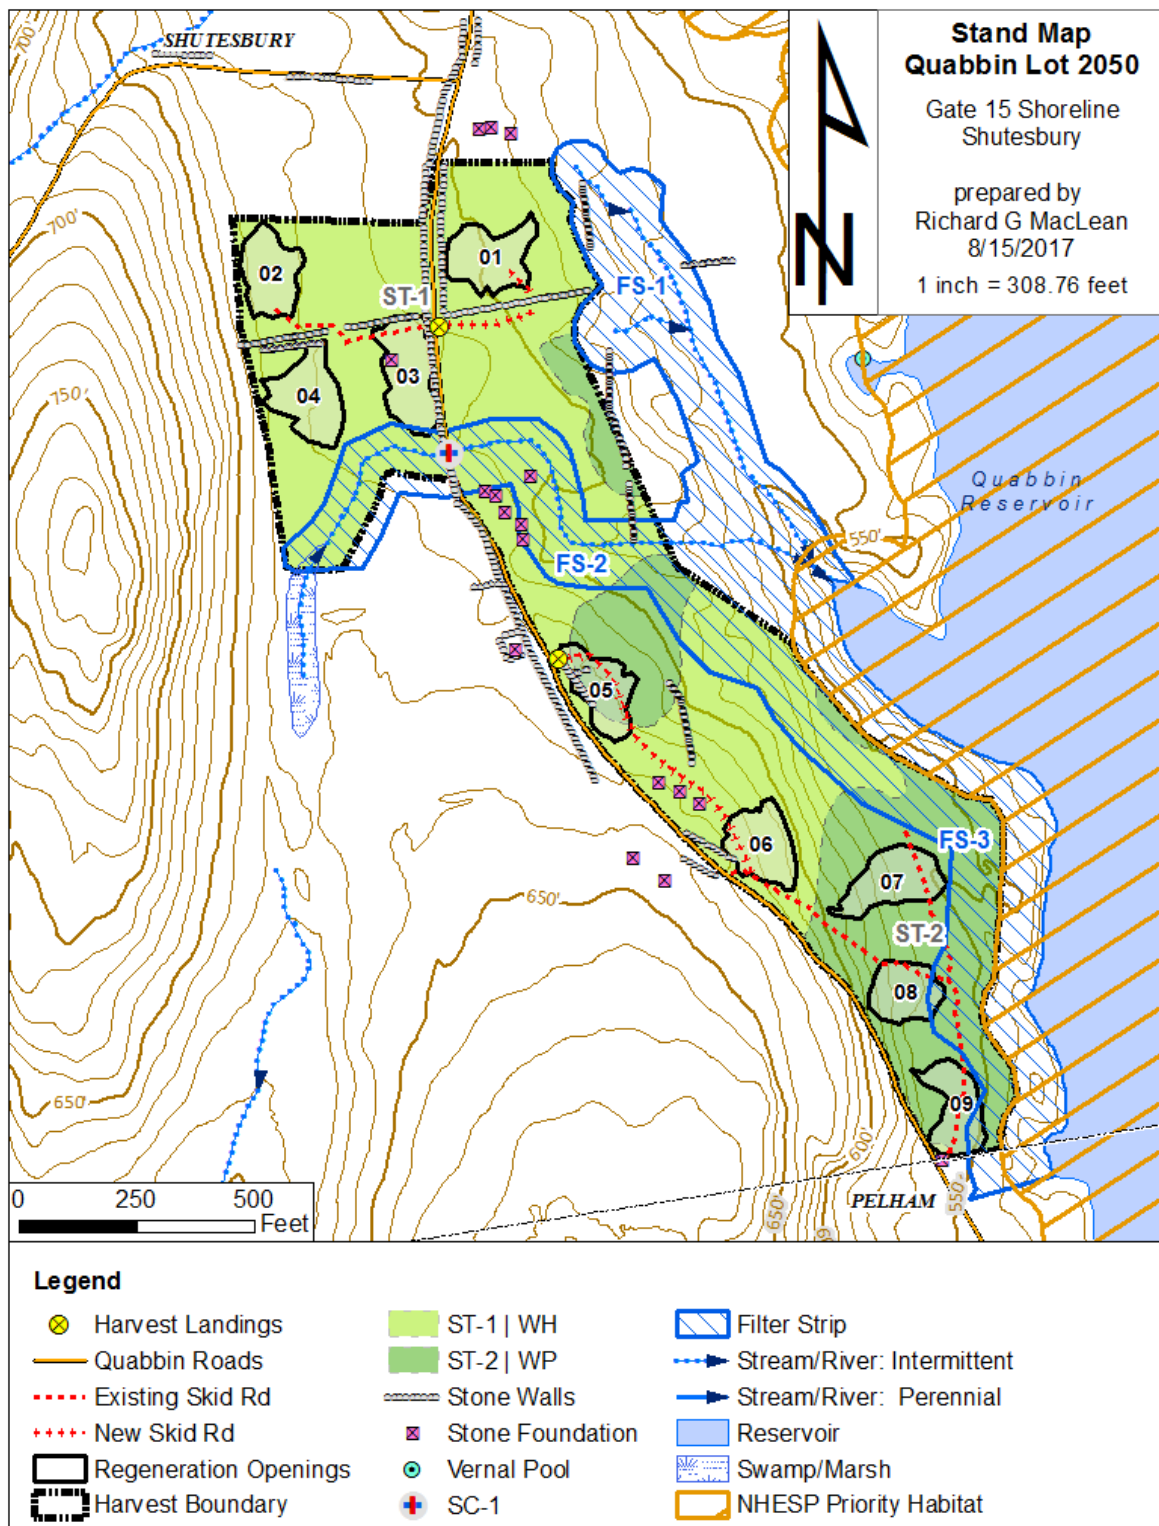 Stand Map
Quabbin Lot 2050
Gate 15 Shoreline
Shutesbury
prepared by
Richard G MacLean
8/15/2017
1 inch = 308.76 feet
N
SHUTESBURY
700'
700'
750'
650'
650'
550'
600'
650'
550'
01
02
ST-1
03
04
FS-1
Quabbin
Reservoir
FS-2
05
06
FS-3
07
ST-2
08
09
PELHAM
0 250 500
Feet
Legend
Harvest Landings
Quabbin Roads
Existing Skid Rd
New Skid Rd
Regeneration Openings
Harvest Boundary
ST-1 | WH
ST-2 | WP
Stone Walls
Stone Foundation
Vernal Pool
SC-1
Filter Strip
Stream/River: Intermittent
Stream/River: Perennial
Reservoir
Swamp/Marsh
NHESP Priority Habitat